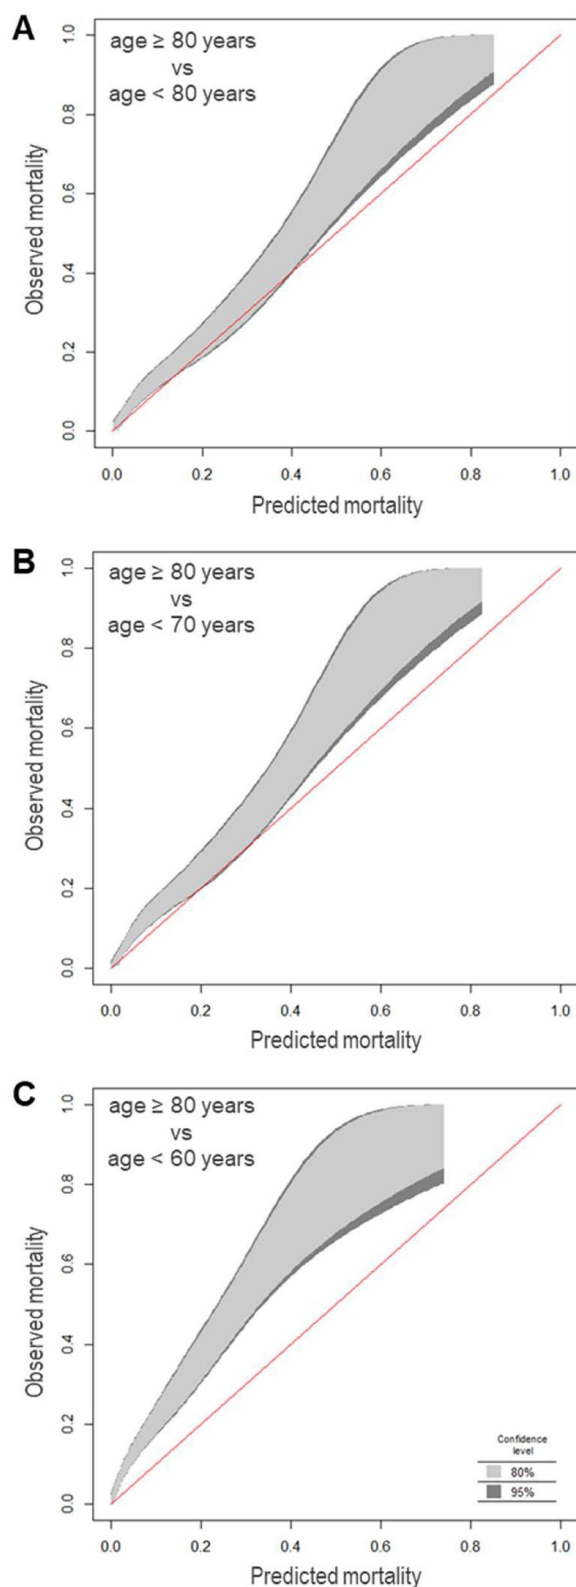 A
age ≥ 80 years
vs
age < 80 years
Observed mortality
1.0
0.8
0.6
0.4
0.2
0.0
0.0 0.2 0.4 0.6 0.8 1.0
Predicted mortality
B
age ≥ 80 years
vs
age < 70 years
Observed mortality
1.0
0.8
0.6
0.4
0.2
0.0
0.0 0.2 0.4 0.6 0.8 1.0
Predicted mortality
C
age ≥ 80 years
vs
age < 60 years
Observed mortality
1.0
0.8
0.6
0.4
0.2
0.0
Confidence
level
80%
95%
0.0 0.2 0.4 0.6 0.8 1.0
Predicted mortality